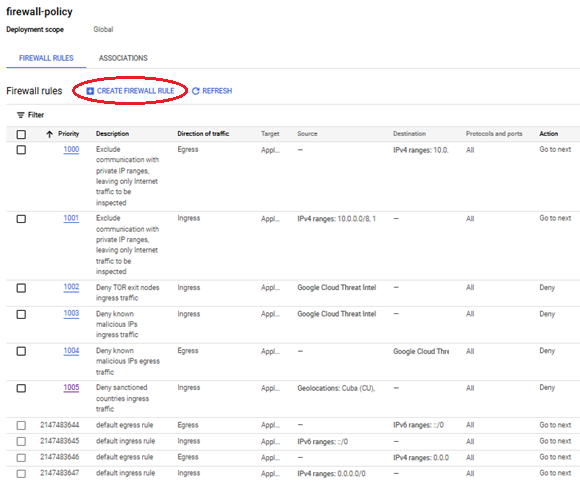 firewall-policy
Deployment scope Global
FIREWALL RULES ASSOCIATIONS
Firewall rules CREATE FIREWALL RULE REFRESH
Filter
Priority Description Direction of traffic Target Source Destination Protocols and ports Action
1000 Exclude Egress Appl... — IPv4 ranges: 10.0. All Go to next
communication with
private IP ranges,
leaving only Internet
traffic to be
inspected
1001 Exclude Ingress Appl... IPv4 ranges: 10.0.0.0/8, 1 — All Go to next
communication with
private IP ranges,
leaving only Internet
traffic to be
inspected
1002 Deny TOR exit nodes Ingress Appl... Google Cloud Threat Intel — All Deny
ingress traffic
1003 Deny known Ingress Appl... Google Cloud Threat Intel — All Deny
malicious IPs
ingress traffic
1004 Deny known Egress Appl... — Google Cloud Thre All Deny
malicious IPs egress
traffic
1005 Deny sanctioned Ingress Appl... Geolocations: Cuba (CU), — All Deny
countries ingress
traffic
2147483644 default egress rule Egress Appl... — IPv6 ranges: ::/0 All Go to next
2147483645 default ingress rule Ingress Appl... IPv6 ranges: ::/0 — All Go to next
2147483646 default egress rule Egress Appl... — IPv4 ranges: 0.0.0 All Go to next
2147483647 default ingress rule Ingress Appl... IPv4 ranges: 0.0.0.0/0 — All Go to next